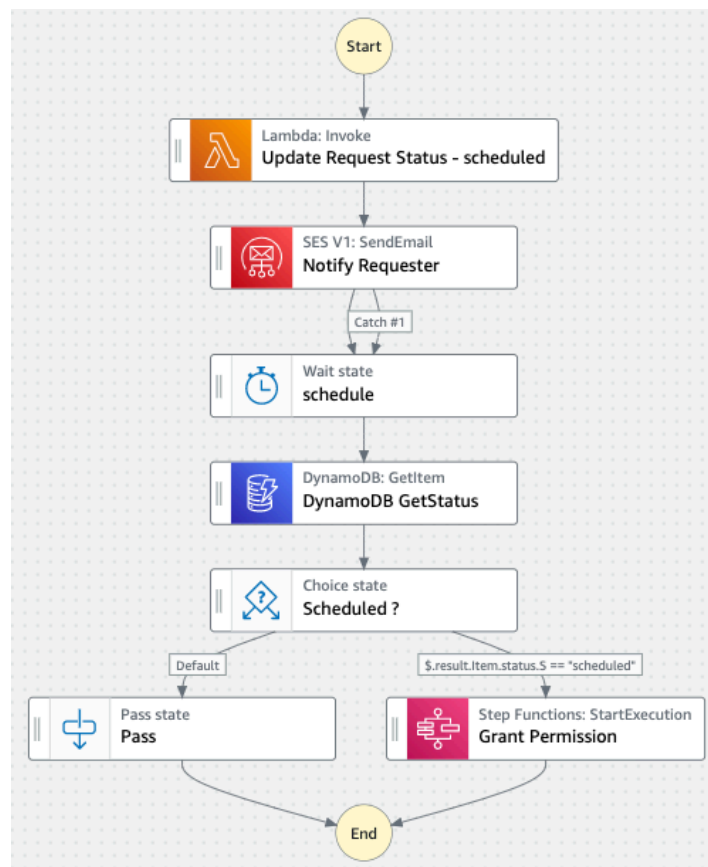 Start
Lambda: Invoke
Update Request Status - scheduled
SES V1: SendEmail
Notify Requester
Catch #1
Wait state
schedule
DynamoDB: GetItem
DynamoDB GetStatus
Choice state
Scheduled ?
Default
$.result.Item.status.S == "scheduled"
Pass state
Pass
Step Functions: StartExecution
Grant Permission
End